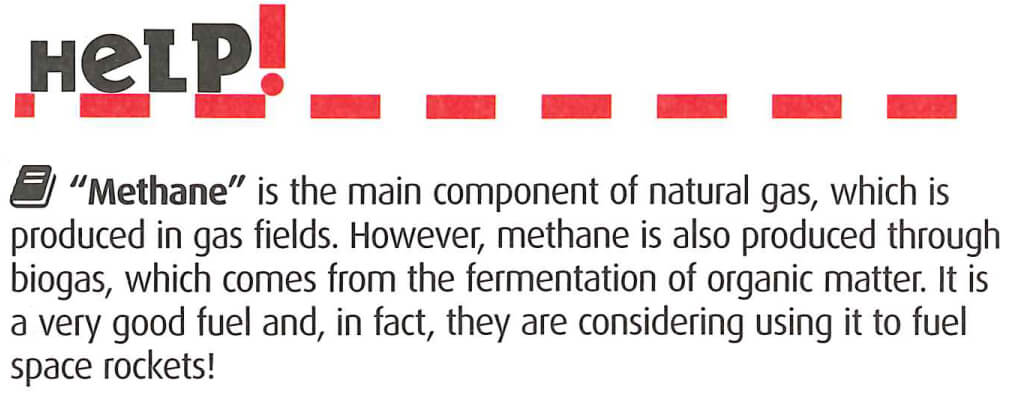 HeLP!
“Methane” is the main component of natural gas, which is
produced in gas fields. However, methane is also produced through
biogas, which comes from the fermentation of organic matter. It is
a very good fuel and, in fact, they are considering using it to fuel
space rockets!